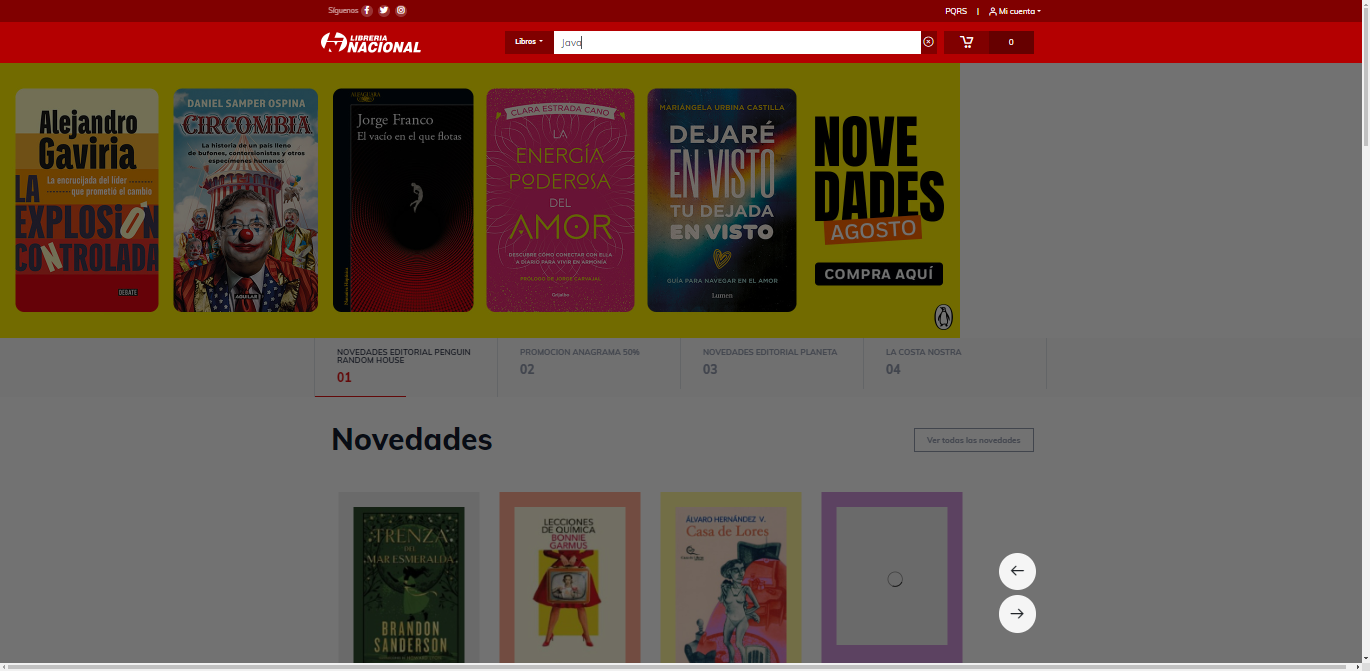 Síguenos
PQRS
Mi cuenta
LIBRERIA
NACIONAL
Libros
Java
0
Alejandro
Gaviria
La encrucijada del líder
que prometió el cambio
LA
EXPLOSIÓN
CONTROLADA
DEBATE
DANIEL SAMPER OSPINA
CIRCOMBIA
La historia de un país lleno
de bufones, contorsionistas y otros
especímenes humanos
AGUILAR
ALFAGUARA
Jorge Franco
El vacío en el que flotas
Narrativa Hispánica
CLARA ESTRADA CANO
LA
ENERGÍA
PODEROSA
DEL
AMOR
DESCUBRE CÓMO CONECTAR CON ELLA
A DIARIO PARA VIVIR EN ARMONÍA
PRÓLOGO DE JORGE CARVAJAL
Grijalbo
MARIÁNGELA URBINA CASTILLA
DEJARÉ
EN VISTO
TU DEJADA
EN VISTO
GUÍA PARA NAVEGAR EN EL AMOR
Lumen
NOVE
DADES
AGOSTO
COMPRA AQUÍ
NOVEDADES EDITORIAL PENGUIN
RANDOM HOUSE
01
PROMOCION ANAGRAMA 50%
02
NOVEDADES EDITORIAL PLANETA
03
LA COSTA NOSTRA
04
Novedades
Ver todas las novedades
TRENZA
DEL
MAR ESMERALDA
BRANDON
SANDERSON
LECCIONES
DE QUÍMICA
BONNIE
GARMUS
ÁLVARO HERNÁNDEZ V.
Casa de Lores